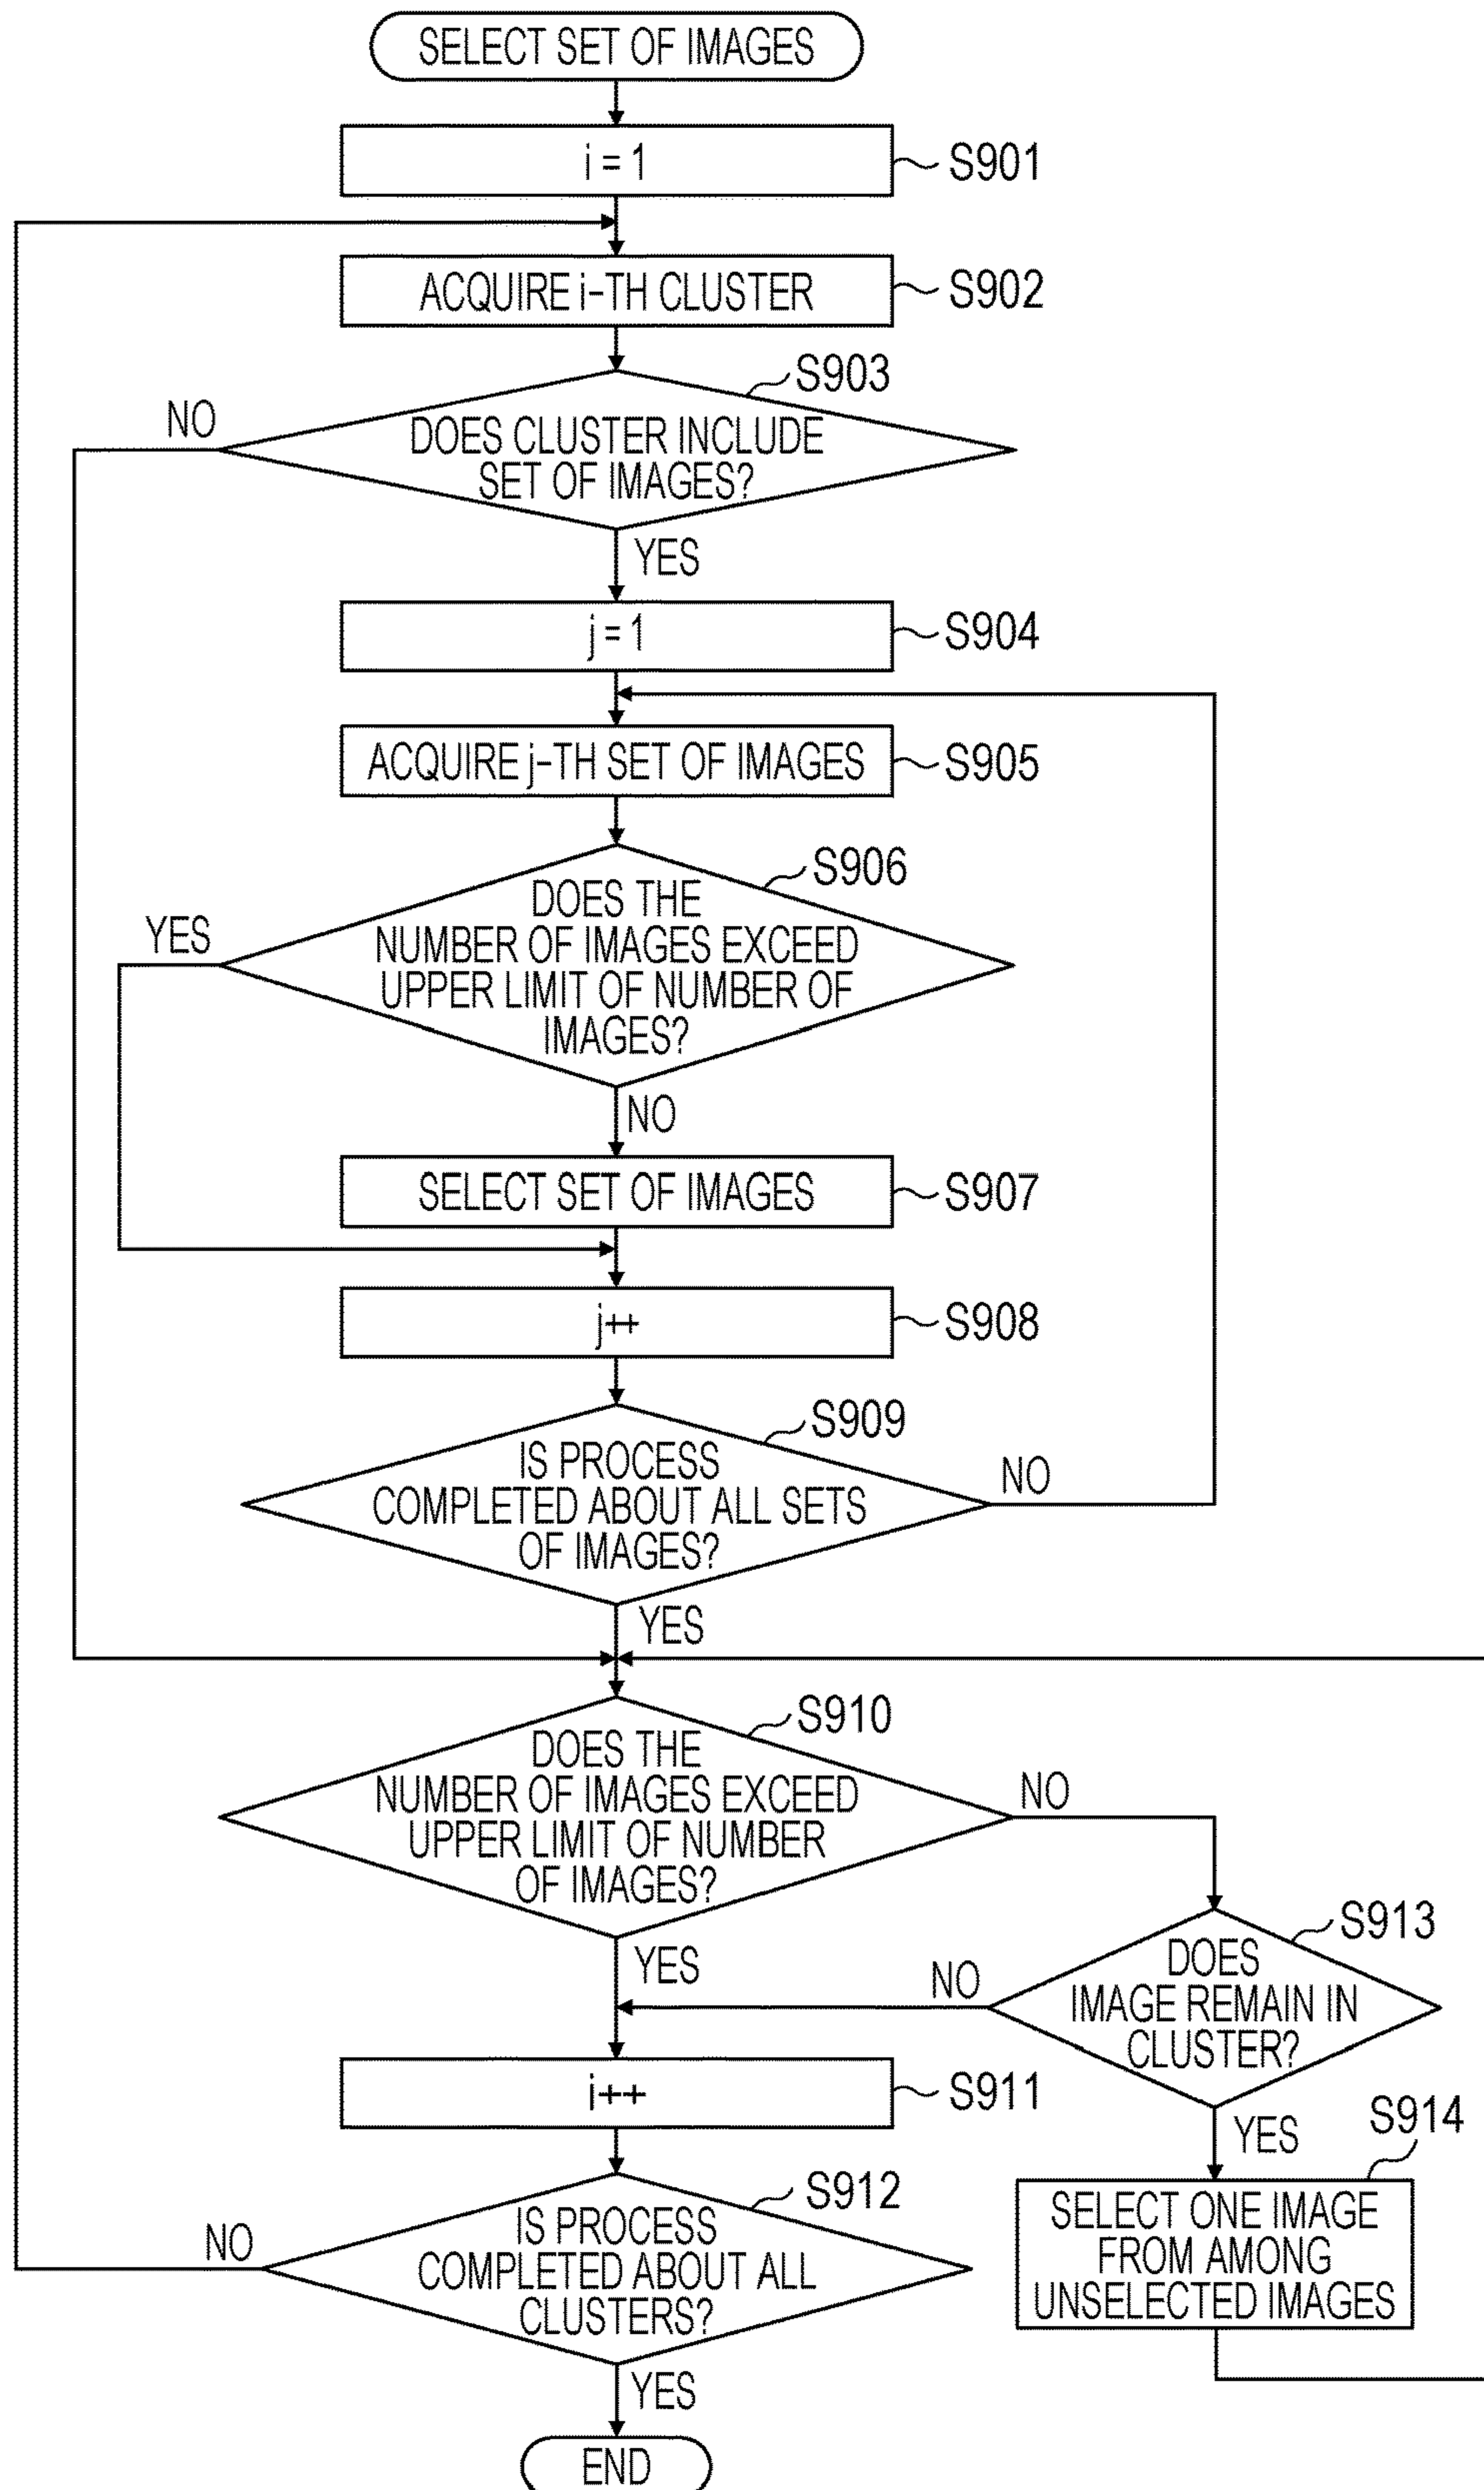 SELECT SET OF IMAGES
i = 1
S901
ACQUIRE i-TH CLUSTER
S902
S903
NO
DOES CLUSTER INCLUDE
SET OF IMAGES?
YES
j = 1
S904
ACQUIRE j-TH SET OF IMAGES
S905
S906
YES
DOES THE
NUMBER OF IMAGES EXCEED
UPPER LIMIT OF NUMBER OF
IMAGES?
NO
SELECT SET OF IMAGES
S907
j++
S908
S909
IS PROCESS
COMPLETED ABOUT ALL SETS
OF IMAGES?
NO
YES
S910
DOES THE
NUMBER OF IMAGES EXCEED
UPPER LIMIT OF NUMBER
OF IMAGES?
NO
YES
S913
NO
DOES
IMAGE REMAIN IN
CLUSTER?
i++
S911
YES
S914
SELECT ONE IMAGE
FROM AMONG
UNSELECTED IMAGES
S912
NO
IS PROCESS
COMPLETED ABOUT ALL
CLUSTERS?
YES
END